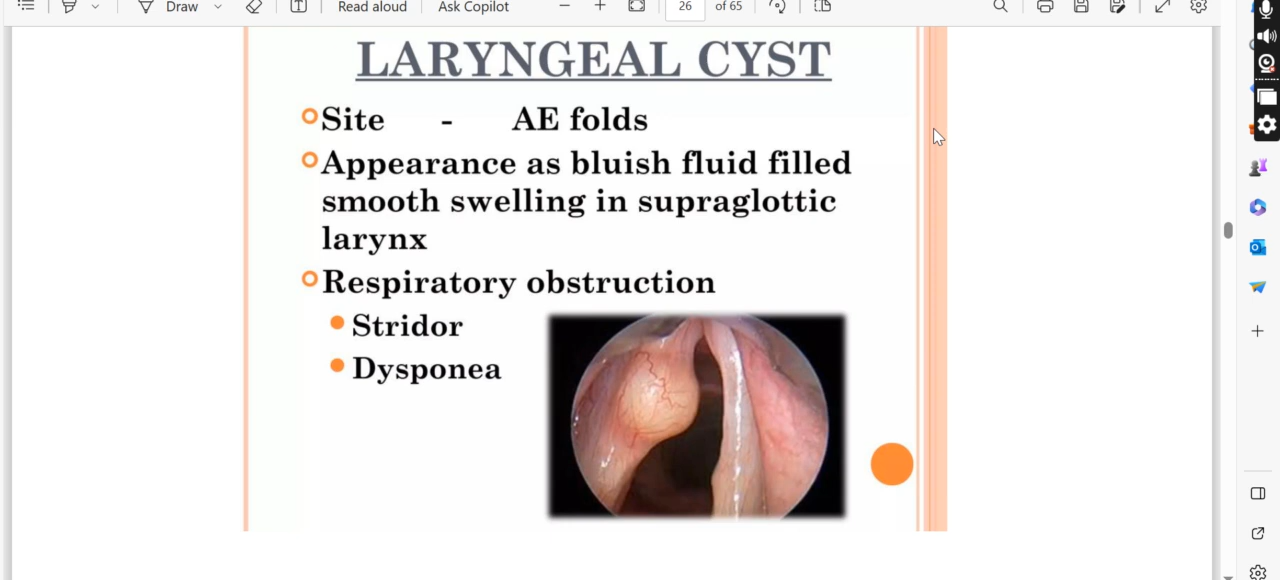 Draw
Read aloud
Ask Copilot
26
of 65
LARYNGEAL CYST
Site - AE folds
Appearance as bluish fluid filled
smooth swelling in supraglottic
larynx
Respiratory obstruction
Stridor
Dysponea